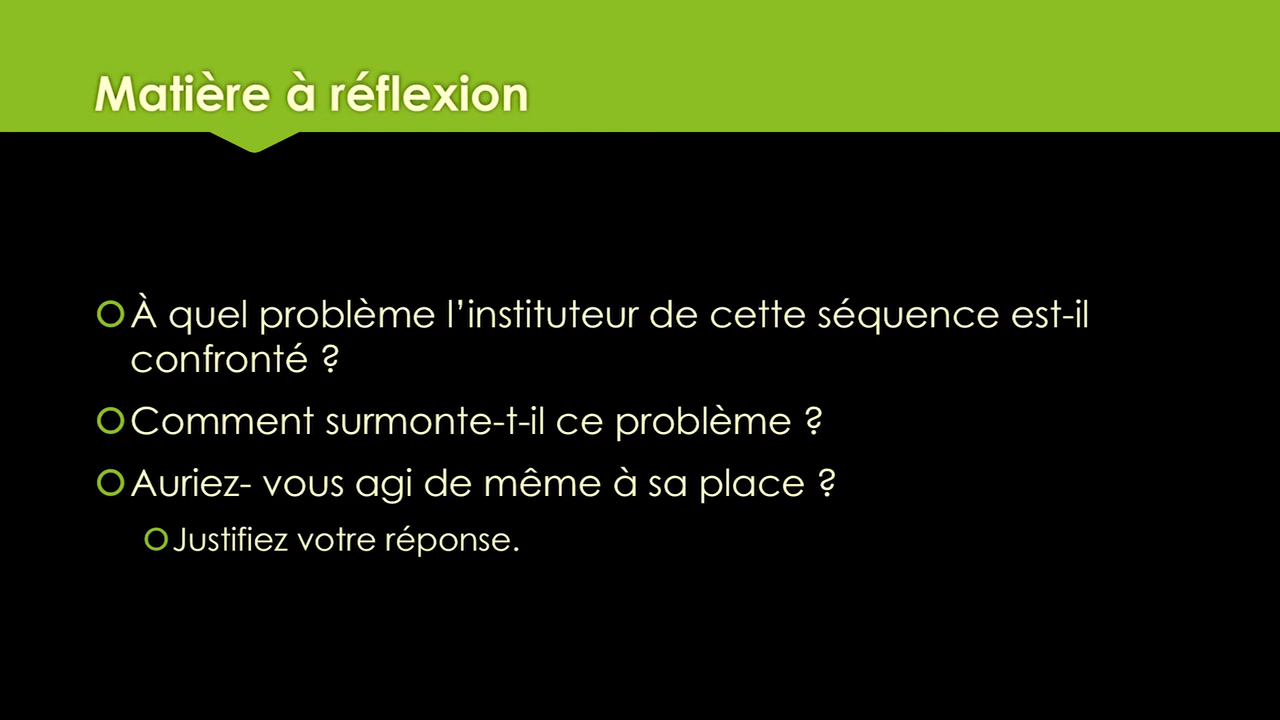 Matière à réflexion
À quel problème l’instituteur de cette séquence est-il
confronté ?
Comment surmonte-t-il ce problème ?
Auriez- vous agi de même à sa place ?
Justifiez votre réponse.